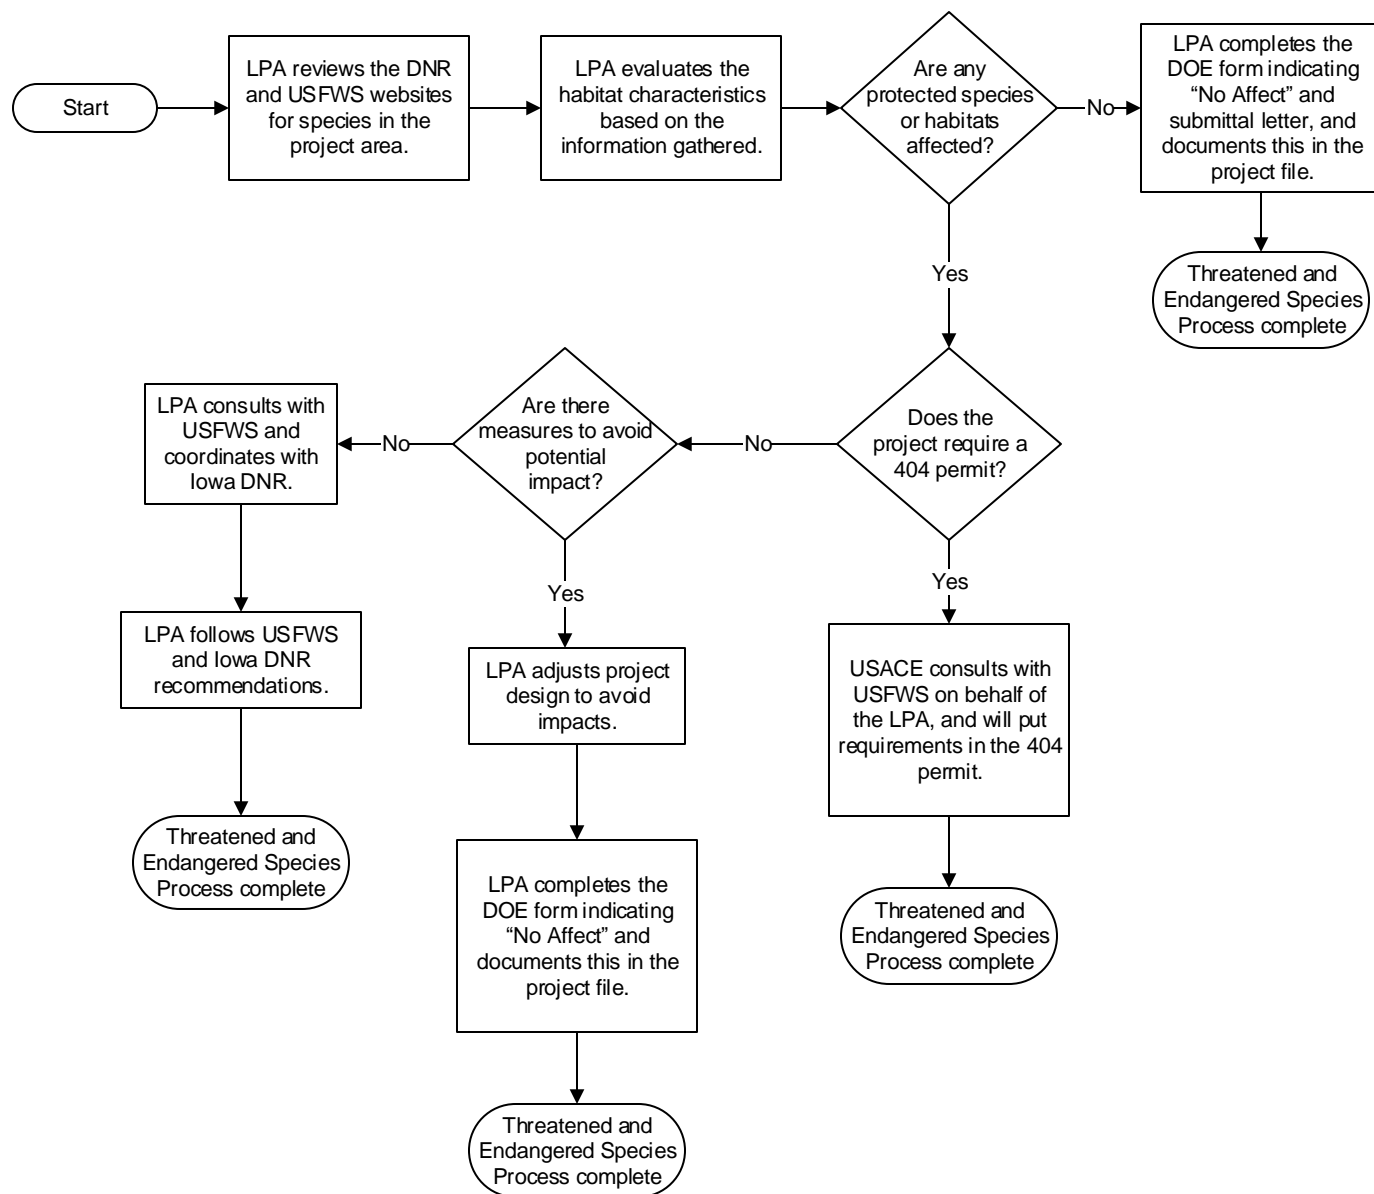 Start
LPA reviews the DNR
and USFWS websites
for species in the
project area.
LPA evaluates the
habitat characteristics
based on the
information gathered.
Are any
protected species
or habitats
affected?
No
LPA completes the
DOE form indicating
“No Affect” and
submittal letter, and
documents this in the
project file.
Threatened and
Endangered Species
Process complete
Yes
Does the
project require a
404 permit?
No
Are there
measures to avoid
potential
impact?
No
LPA consults with
USFWS and
coordinates with
Iowa DNR.
LPA follows USFWS
and Iowa DNR
recommendations.
Threatened and
Endangered Species
Process complete
Yes
LPA adjusts project
design to avoid
impacts.
LPA completes the
DOE form indicating
“No Affect” and
documents this in the
project file.
Threatened and
Endangered Species
Process complete
Yes
USACE consults with
USFWS on behalf of
the LPA, and will put
requirements in the 404
permit.
Threatened and
Endangered Species
Process complete